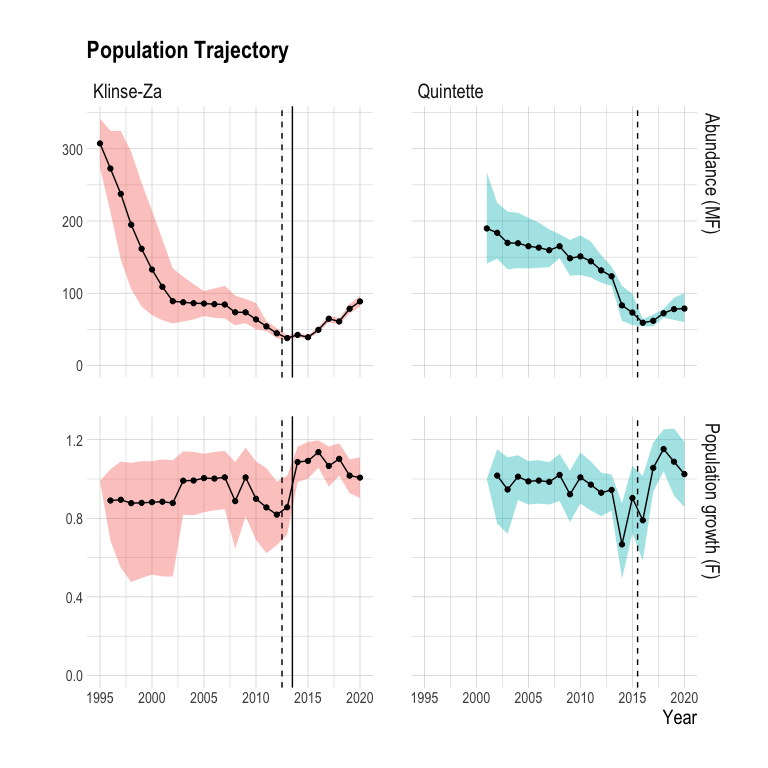 Population Trajectory
Klinse-Za
Quintette
300
200
100
0
Abundance (MF)
1.2
0.8
0.4
0.0
Population growth (F)
1995 2000 2005 2010 2015 2020
1995 2000 2005 2010 2015 2020
Year